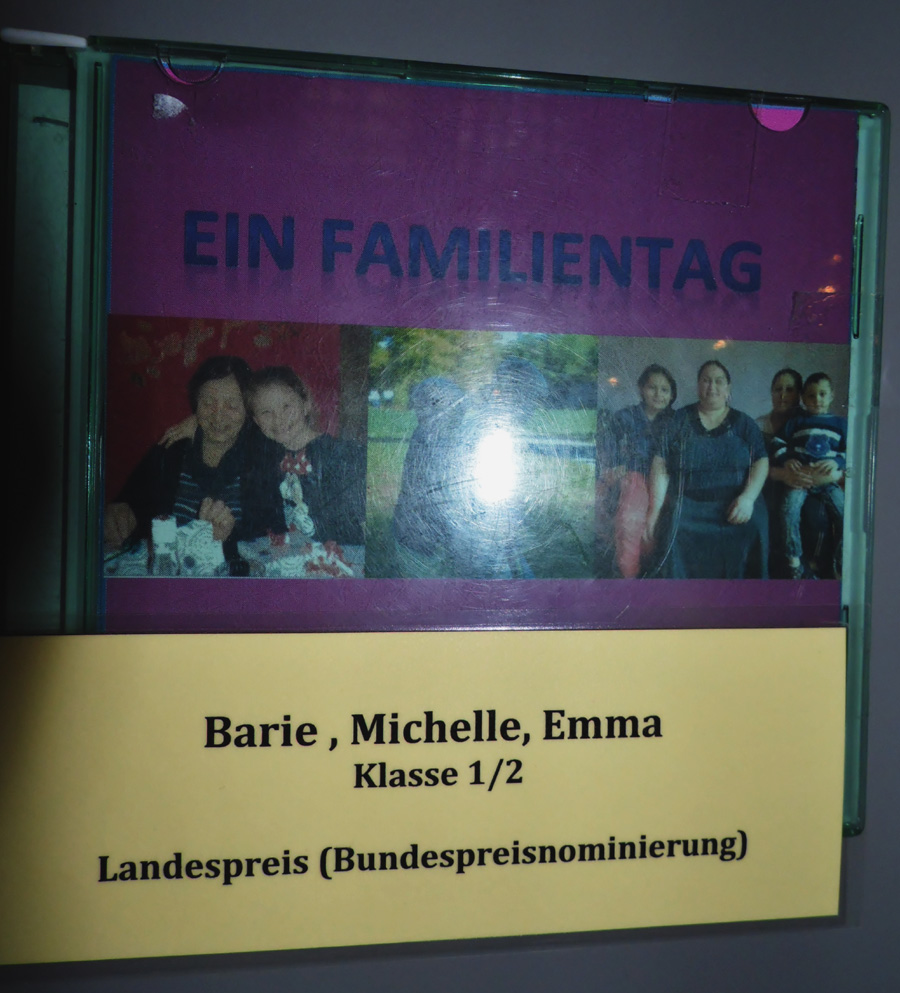 EIN FAMILIENTAG
Barie , Michelle, Emma
Klasse 1/2
Landespreis (Bundespreisnominierung)